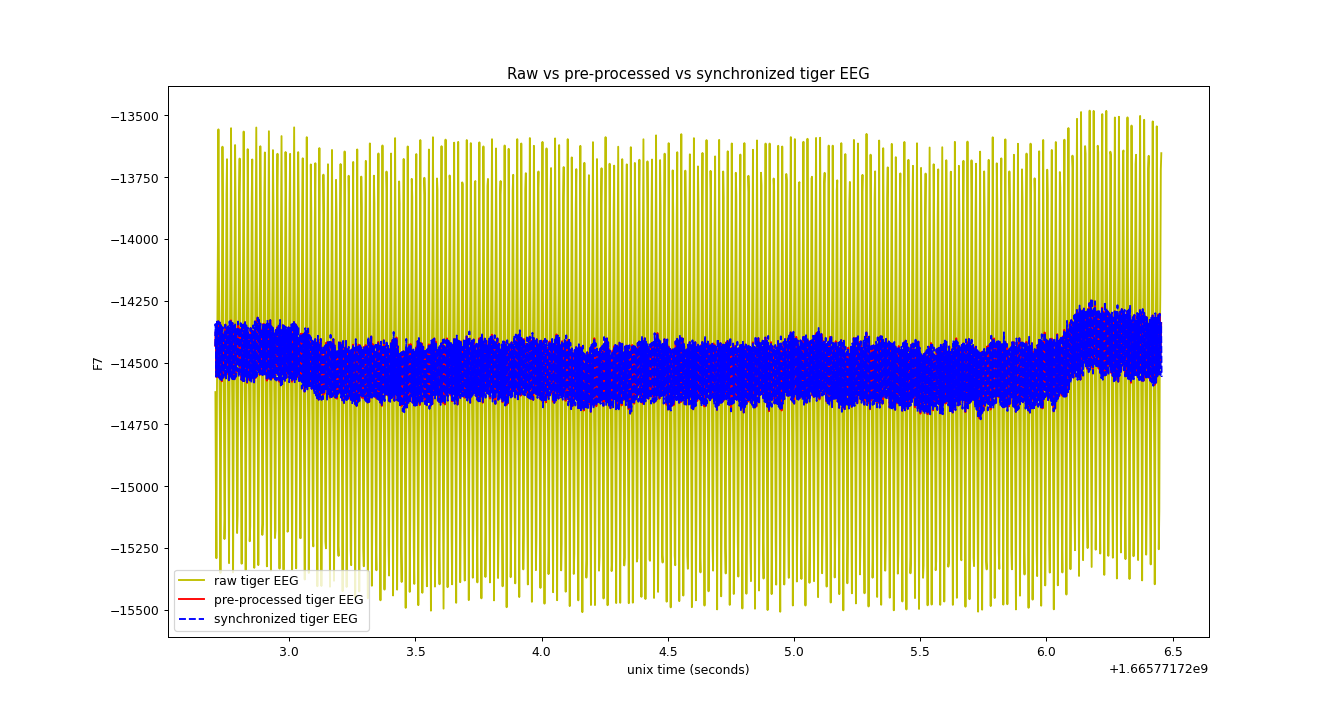 Raw vs pre-processed vs synchronized tiger EEG
−13500
−13750
−14000
−14250
−14500
−14750
−15000
−15250
−15500
F7
raw tiger EEG
pre-processed tiger EEG
synchronized tiger EEG
3.0 3.5 4.0 4.5 5.0 5.5 6.0 6.5
unix time (seconds)
+1.66577172e9